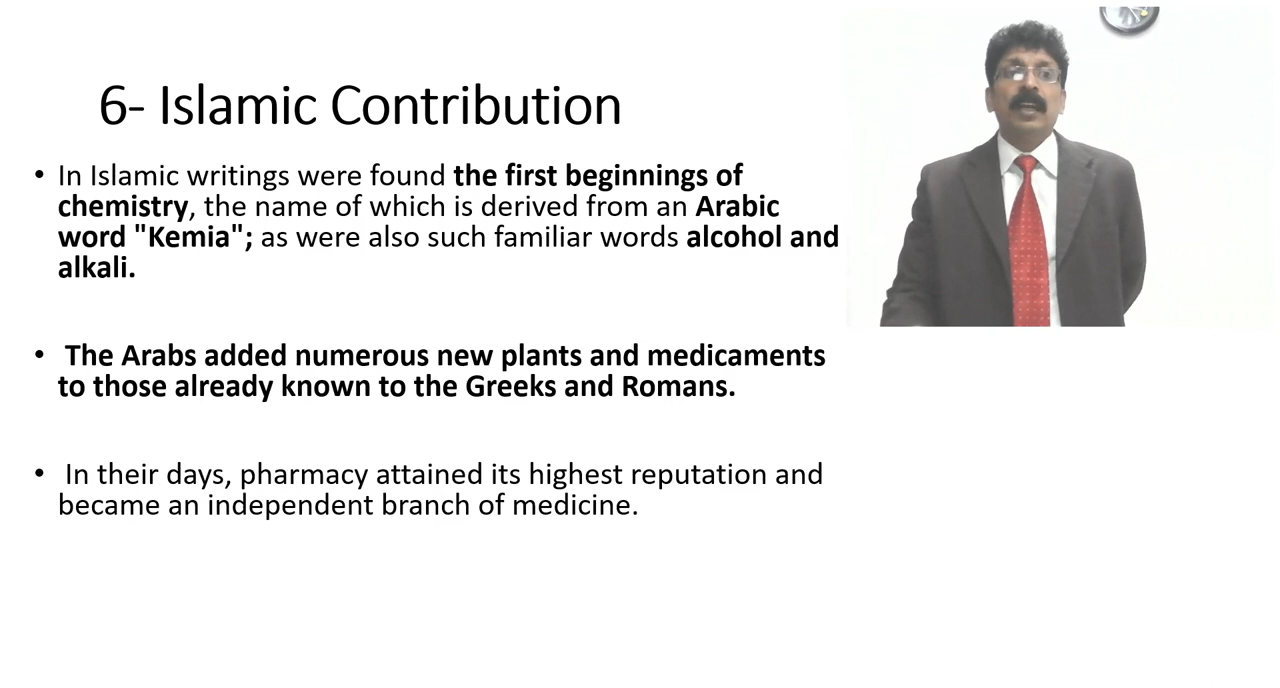 6- Islamic Contribution
• In Islamic writings were found the first beginnings of
chemistry, the name of which is derived from an Arabic
word "Kemia"; as were also such familiar words alcohol and
alkali.
• The Arabs added numerous new plants and medicaments
to those already known to the Greeks and Romans.
• In their days, pharmacy attained its highest reputation and
became an independent branch of medicine.